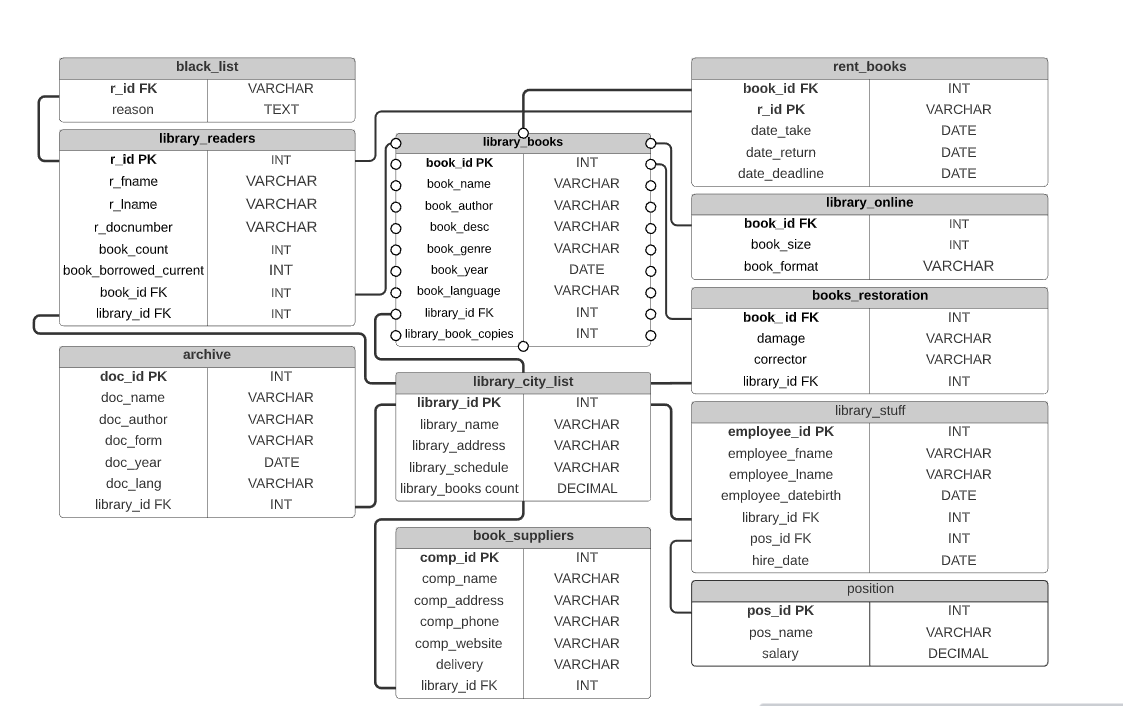 black_list
r_id FK VARCHAR
reason TEXT
library_readers
r_id PK INT
r_fname VARCHAR
r_lname VARCHAR
r_docnumber VARCHAR
book_count INT
book_borrowed_current INT
book_id FK INT
library_id FK INT
archive
doc_id PK INT
doc_name VARCHAR
doc_author VARCHAR
doc_form VARCHAR
doc_year DATE
doc_lang VARCHAR
library_id FK INT
library_books
book_id PK INT
book_name VARCHAR
book_author VARCHAR
book_desc VARCHAR
book_genre VARCHAR
book_year DATE
book_language VARCHAR
library_id FK INT
library_book_copies INT
library_city_list
library_id PK INT
library_name VARCHAR
library_address VARCHAR
library_schedule VARCHAR
library_books count DECIMAL
book_suppliers
comp_id PK INT
comp_name VARCHAR
comp_address VARCHAR
comp_phone VARCHAR
comp_website VARCHAR
delivery VARCHAR
library_id FK INT
rent_books
book_id FK INT
r_id PK VARCHAR
date_take DATE
date_return DATE
date_deadline DATE
library_online
book_id FK INT
book_size INT
book_format VARCHAR
books_restoration
book_id FK INT
damage VARCHAR
corrector VARCHAR
library_id FK INT
library_stuff
employee_id PK INT
employee_fname VARCHAR
employee_lname VARCHAR
employee_datebirth DATE
library_id FK INT
pos_id FK INT
hire_date DATE
position
pos_id PK INT
pos_name VARCHAR
salary DECIMAL